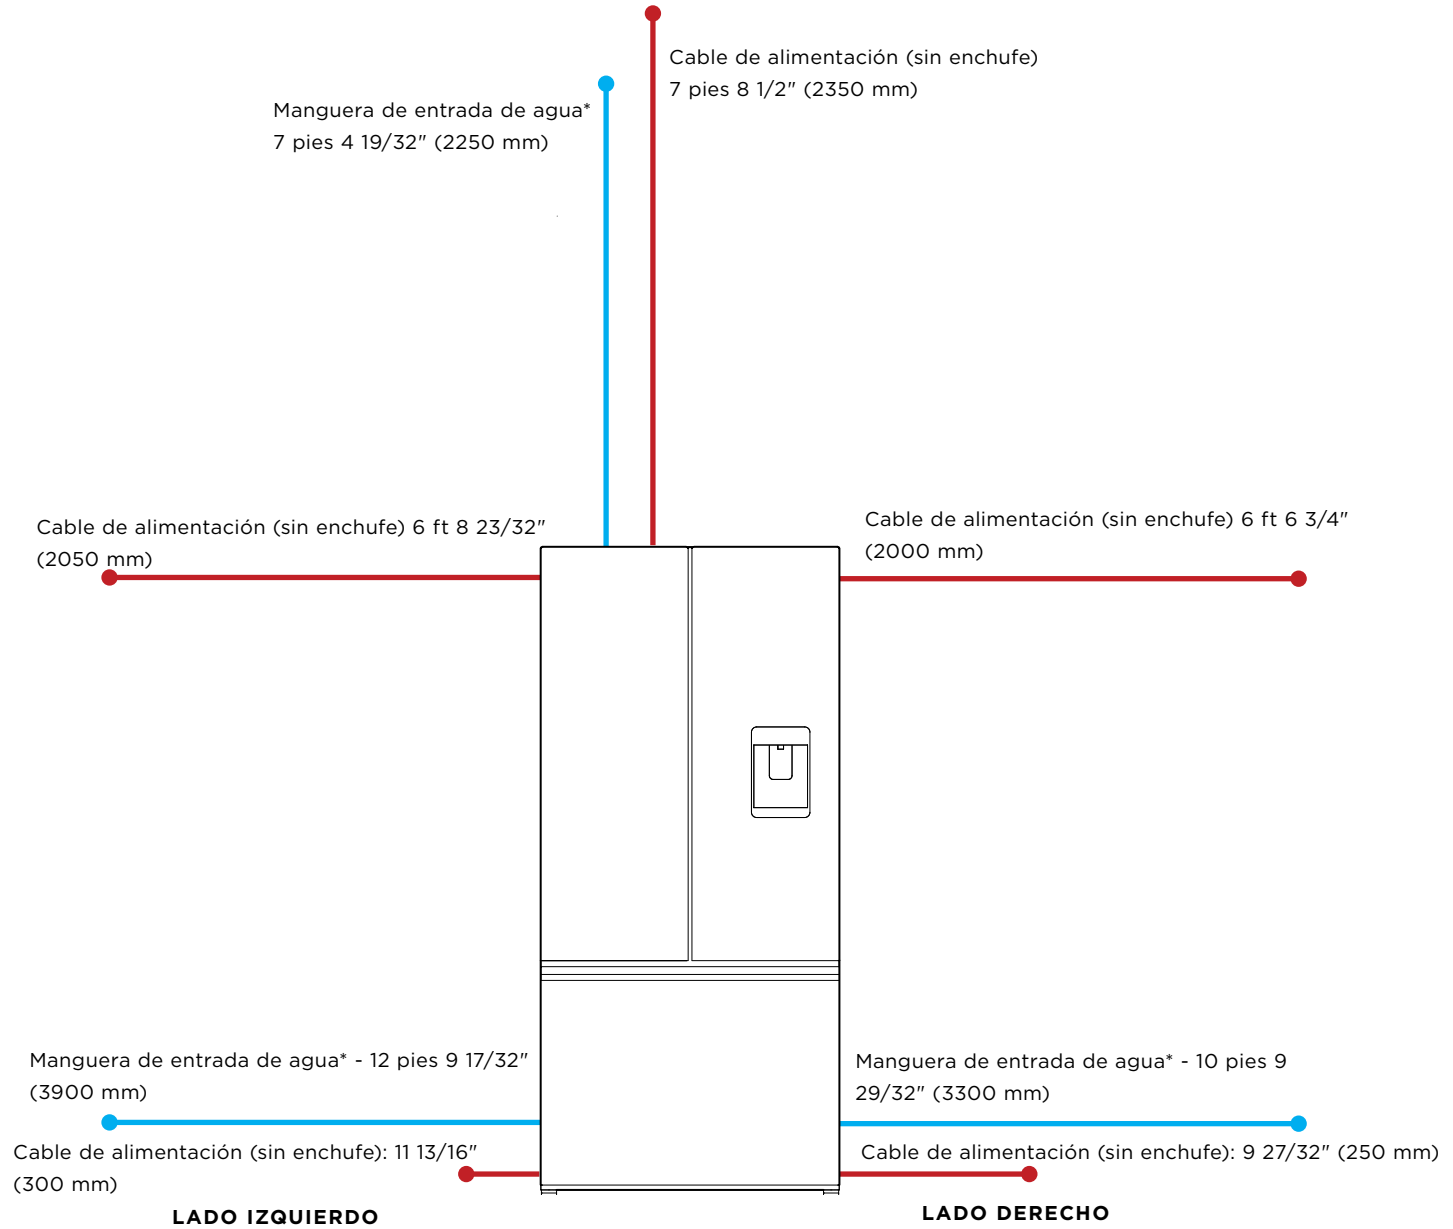 Cable de alimentación (sin enchufe)
7 pies 8 1/2" (2350 mm)
Manguera de entrada de agua*
7 pies 4 19/32" (2250 mm)
Cable de alimentación (sin enchufe) 6 ft 8 23/32"
(2050 mm)
Cable de alimentación (sin enchufe) 6 ft 6 3/4"
(2000 mm)
Manguera de entrada de agua* - 12 pies 9 17/32"
(3900 mm)
Manguera de entrada de agua* - 10 pies 9
29/32" (3300 mm)
Cable de alimentación (sin enchufe): 11 13/16"
(300 mm)
Cable de alimentación (sin enchufe): 9 27/32" (250 mm)
LADO IZQUIERDO
LADO DERECHO